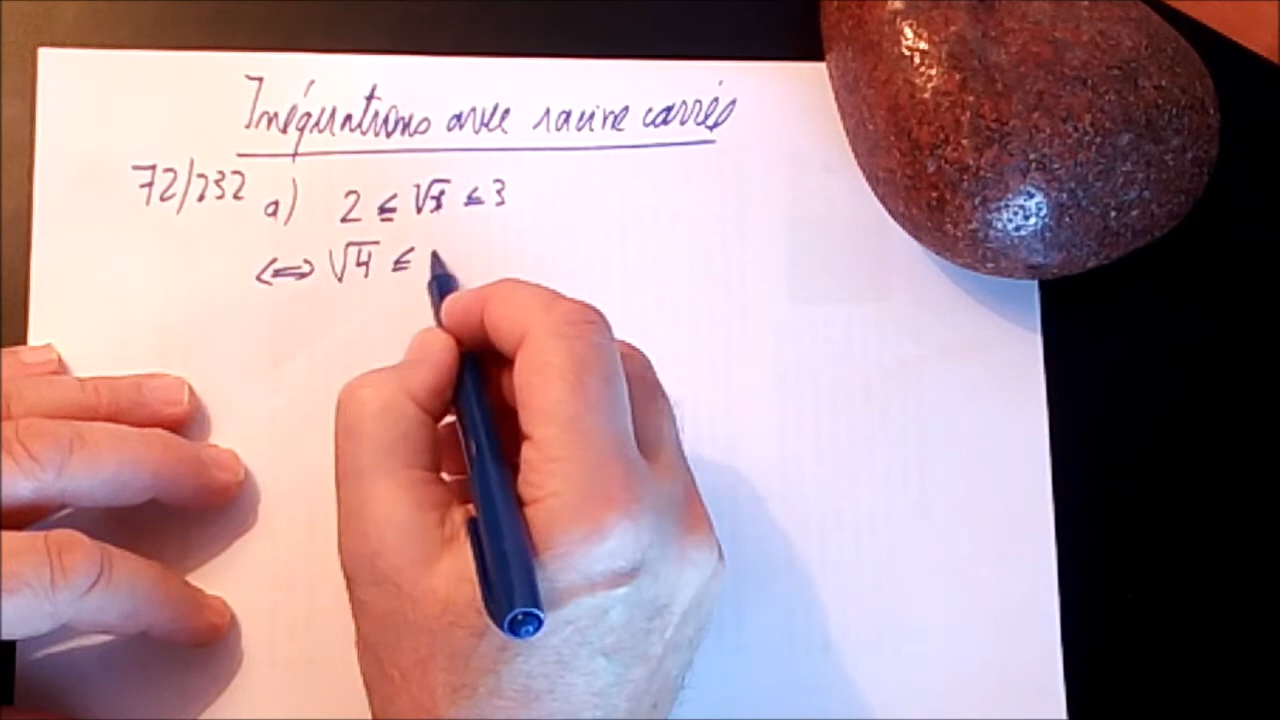 Inéquations avec racine carrée
72/232 a) 2 ≤ √x ≤ 3
⟺ √4 ≤